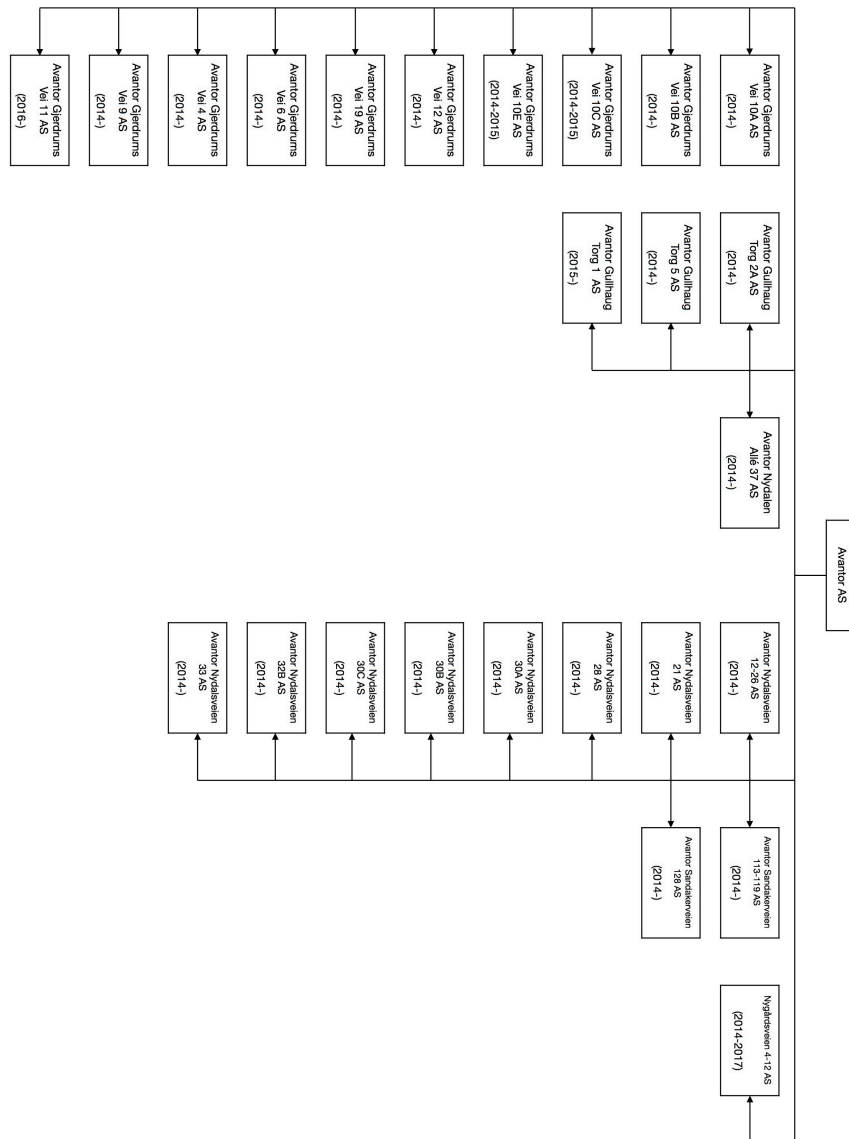 Avantor AS
Avantor Gjerdrums
Vei 10A AS
(2014-)
Avantor Gjerdrums
Vei 10B AS
(2014-)
Avantor Gjerdrums
Vei 10C AS
(2014-2015)
Avantor Gjerdrums
Vei 10E AS
(2014-2015)
Avantor Gjerdrums
Vei 12 AS
(2014-)
Avantor Gjerdrums
Vei 19 AS
(2014-)
Avantor Gjerdrums
Vei 6 AS
(2014-)
Avantor Gjerdrums
Vei 4 AS
(2014-)
Avantor Gjerdrums
Vei 9 AS
(2014-)
Avantor Gjerdrums
Vei 11 AS
(2016-)
Avantor Gullhaug
Torg 2A AS
(2014-)
Avantor Gullhaug
Torg 5 AS
(2014-)
Avantor Gullhaug
Torg 1 AS
(2015-)
Avantor Nydalen
Allé 37 AS
(2014-)
Avantor Nydalsveien
12-26 AS
(2014-)
Avantor Nydalsveien
21 AS
(2014-)
Avantor Nydalsveien
28 AS
(2014-)
Avantor Nydalsveien
30A AS
(2014-)
Avantor Nydalsveien
30B AS
(2014-)
Avantor Nydalsveien
30C AS
(2014-)
Avantor Nydalsveien
32B AS
(2014-)
Avantor Nydalsveien
33 AS
(2014-)
Avantor Sandakerveien
113-119 AS
(2014-)
Avantor Sandakerveien
128 AS
(2014-)
Nygårdsveien 4-12 AS
(2014-2017)